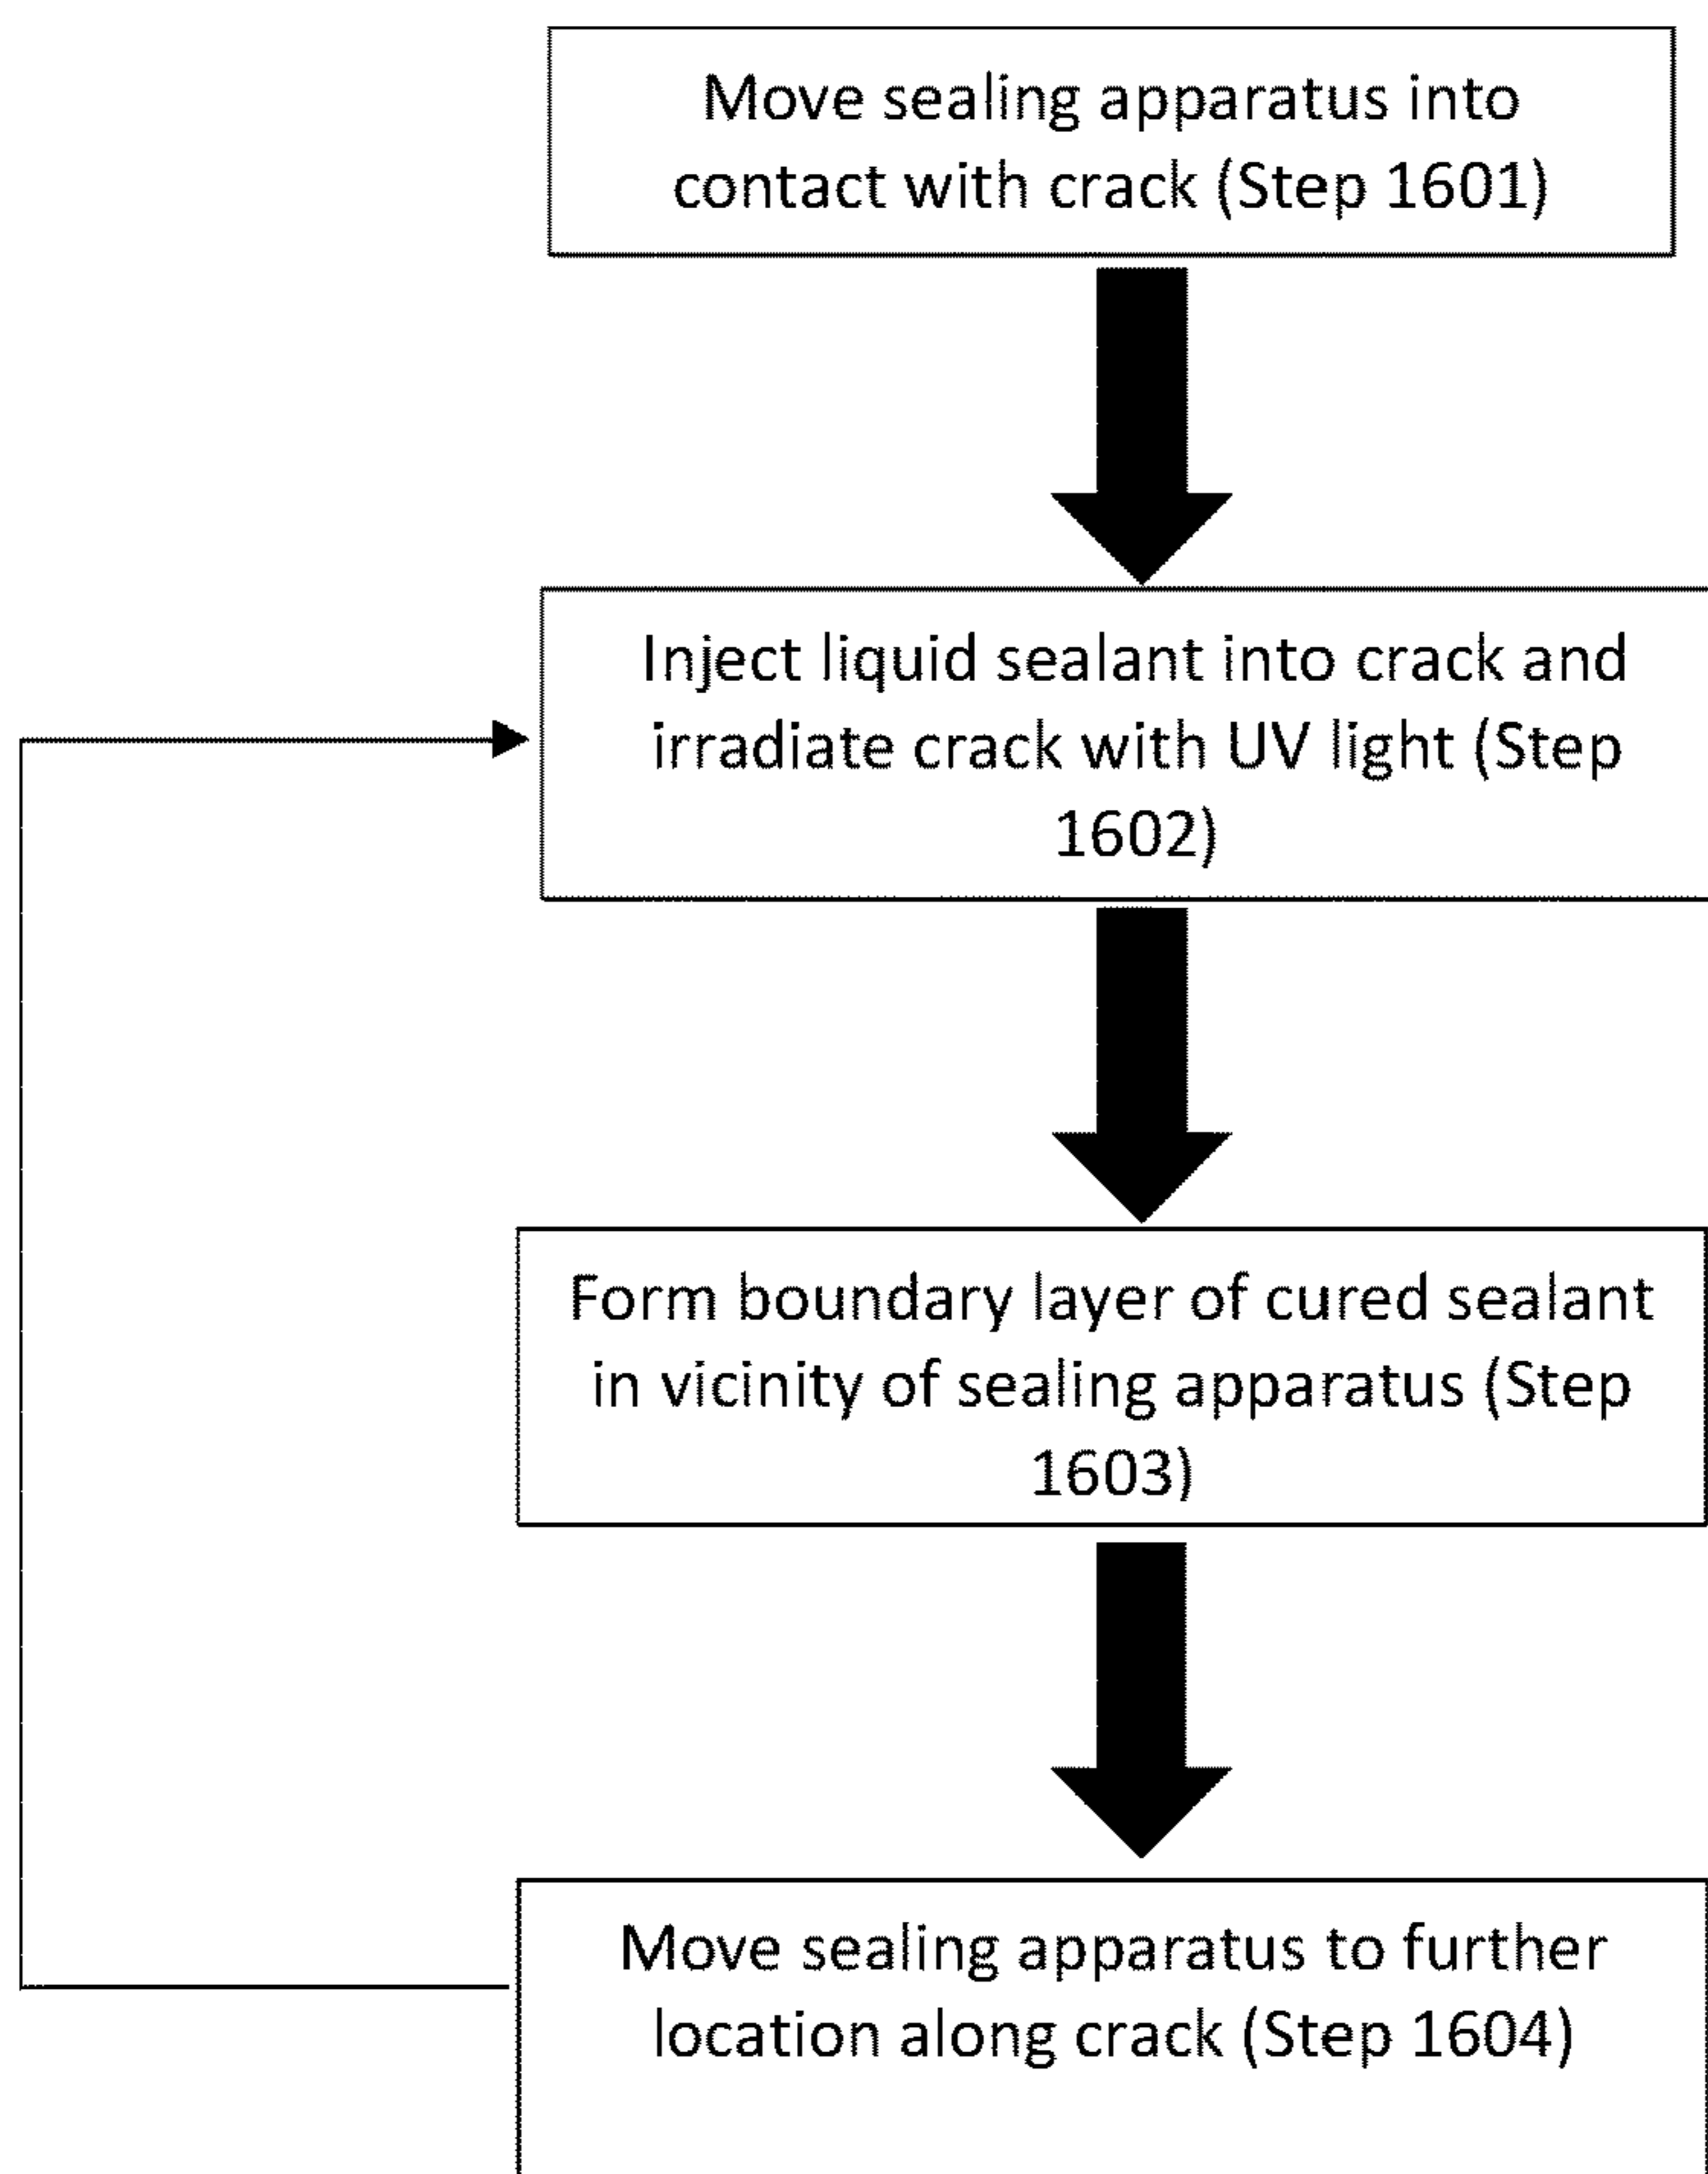 Move sealing apparatus into
contact with crack (Step 1601)
Inject liquid sealant into crack and
irradiate crack with UV light (Step
1602)
Form boundary layer of cured sealant
in vicinity of sealing apparatus (Step
1603)
Move sealing apparatus to further
location along crack (Step 1604)